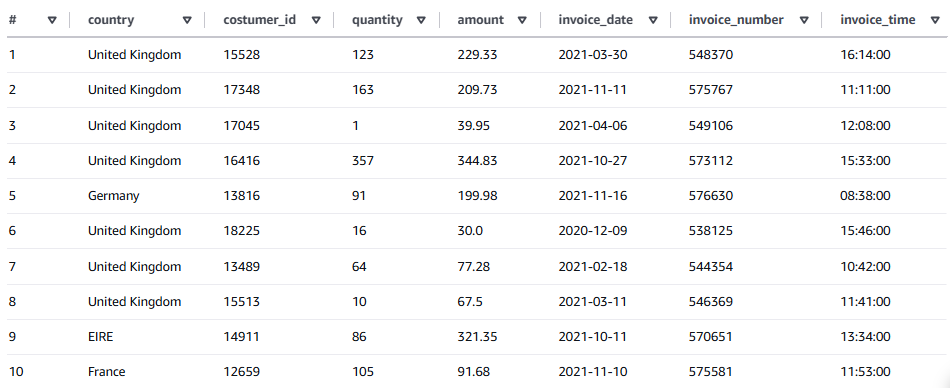 # country costumer_id quantity amount invoice_date invoice_number invoice_time
1 United Kingdom 15528 123 229.33 2021-03-30 548370 16:14:00
2 United Kingdom 17348 163 209.73 2021-11-11 575767 11:11:00
3 United Kingdom 17045 1 39.95 2021-04-06 549106 12:08:00
4 United Kingdom 16416 357 344.83 2021-10-27 573112 15:33:00
5 Germany 13816 91 199.98 2021-11-16 576630 08:38:00
6 United Kingdom 18225 16 30.0 2020-12-09 538125 15:46:00
7 United Kingdom 13489 64 77.28 2021-02-18 544354 10:42:00
8 United Kingdom 15513 10 67.5 2021-03-11 546369 11:41:00
9 EIRE 14911 86 321.35 2021-10-11 570651 13:34:00
10 France 12659 105 91.68 2021-11-10 575581 11:53:00